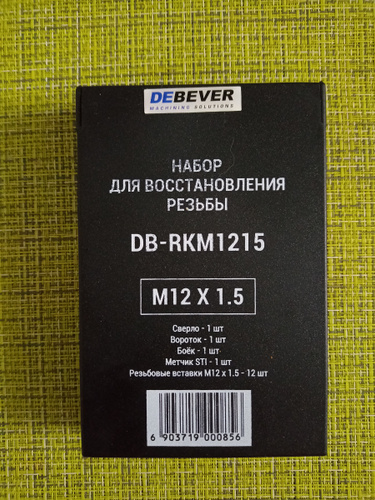 DEBEVER
MACHINING SOLUTIONS
НАБОР
ДЛЯ ВОССТАНОВЛЕНИЯ
РЕЗЬБЫ
DB-RKM1215
M12 X 1.5
Сверло - 1 шт
Вороток - 1 шт
Боёк - 1 шт
Метчик STI - 1 шт
Резьбовые вставки М12 х 1.5 - 12 шт
6 903719 000856